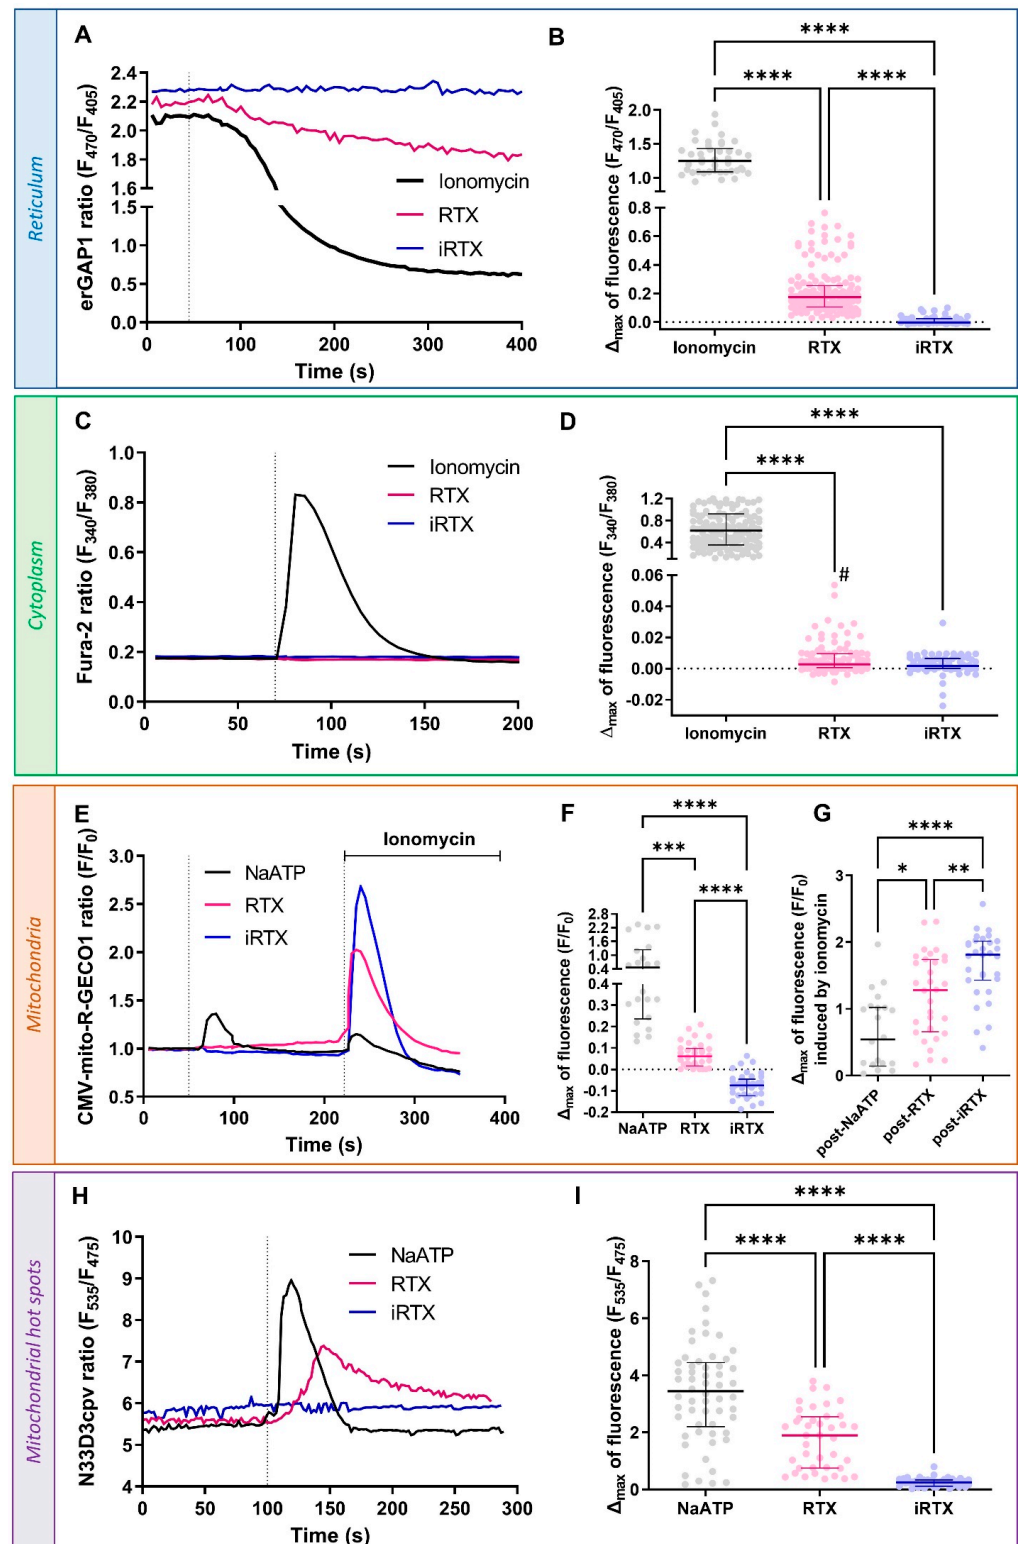 Reticulum
A
erGAP1 ratio (F470/F405)
2.4
2.2
2.0
1.8
1.6
1.5
1.0
0.5
0.0
Ionomycin
RTX
iRTX
0 100 200 300 400
Time (s)
B
****
**** ****
Δmax of fluorescence (F470/F405)
2.0
1.5
1.0
0.8
0.6
0.4
0.2
0.0
Ionomycin RTX iRTX
Cytoplasm
C
Fura-2 ratio (F340/F380)
1.0
0.8
0.6
0.4
0.2
0.0
Ionomycin
RTX
iRTX
0 50 100 150 200
Time (s)
D
****
****
Δmax of fluorescence (F340/F380)
1.2
0.8
0.4
0.06
0.04
0.02
0.00
-0.02
#
Ionomycin RTX iRTX
Mitochondria
E
CMV-mito-R-GECO1 ratio (F/F0)
3.0
2.5
2.0
1.5
1.0
0.5
Ionomycin
NaATP
RTX
iRTX
0 100 200 300 400
Time (s)
F
****
***
****
Δmax of fluorescence (F/F0)
2.8
2.2
1.6
1.0
0.4
0.4
0.2
0.1
0.0
-0.1
-0.2
NaATP RTX iRTX
G
****
* **
Δmax of fluorescence (F/F0)
induced by ionomycin
3
2
1
0
post-NaATP
post-RTX
post-iRTX
Mitochondrial hot spots
H
N33D3cpv ratio (F535/F475)
10
9
8
7
6
5
4
NaATP
RTX
iRTX
0 50 100 150 200 250 300
Time (s)
I
****
**** ****
Δmax of fluorescence (F535/F475)
8
6
4
2
0
NaATP RTX iRTX